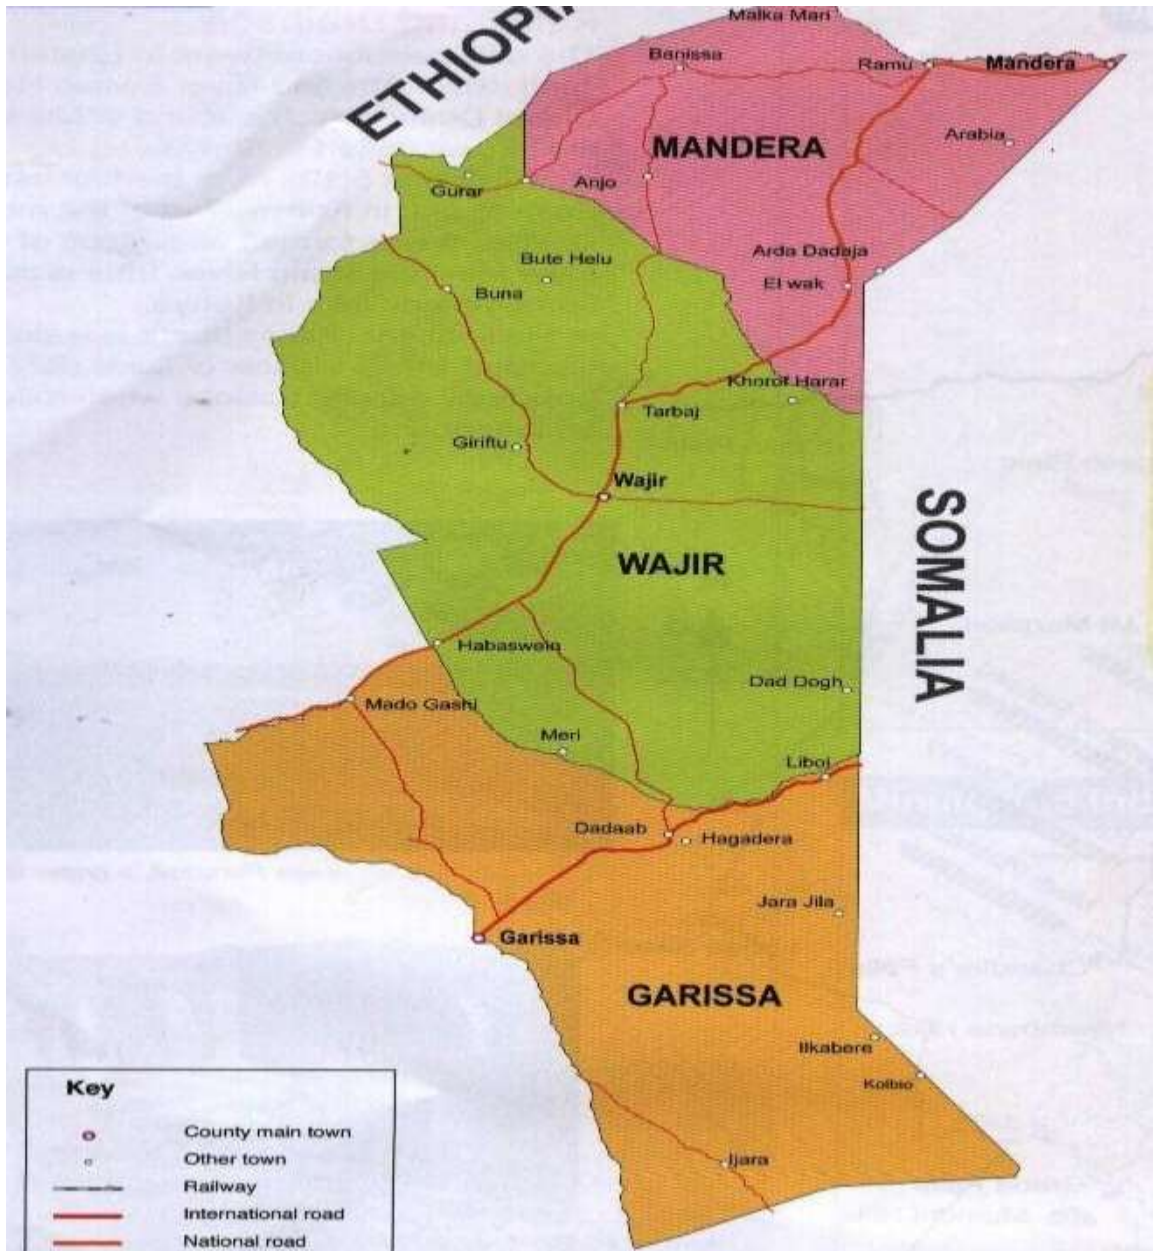 ETHIOPIA
Malka Mari
Banissa
Ramu
Mandera
Arabia
MANDERA
Gurar
Anjo
Arda Dadaja
Bute Helu
El wak
Buna
Khorof Harar
Tarbaj
Giriftu
Wajir
SOMALIA
WAJIR
Habaswein
Dad Dogh
Mado Gashi
Meri
Liboj
Dadaab
Hagadera
Jara Jila
Garissa
GARISSA
Ilkabere
Kolbio
Ijara
Key
County main town
Other town
Railway
International road
National road